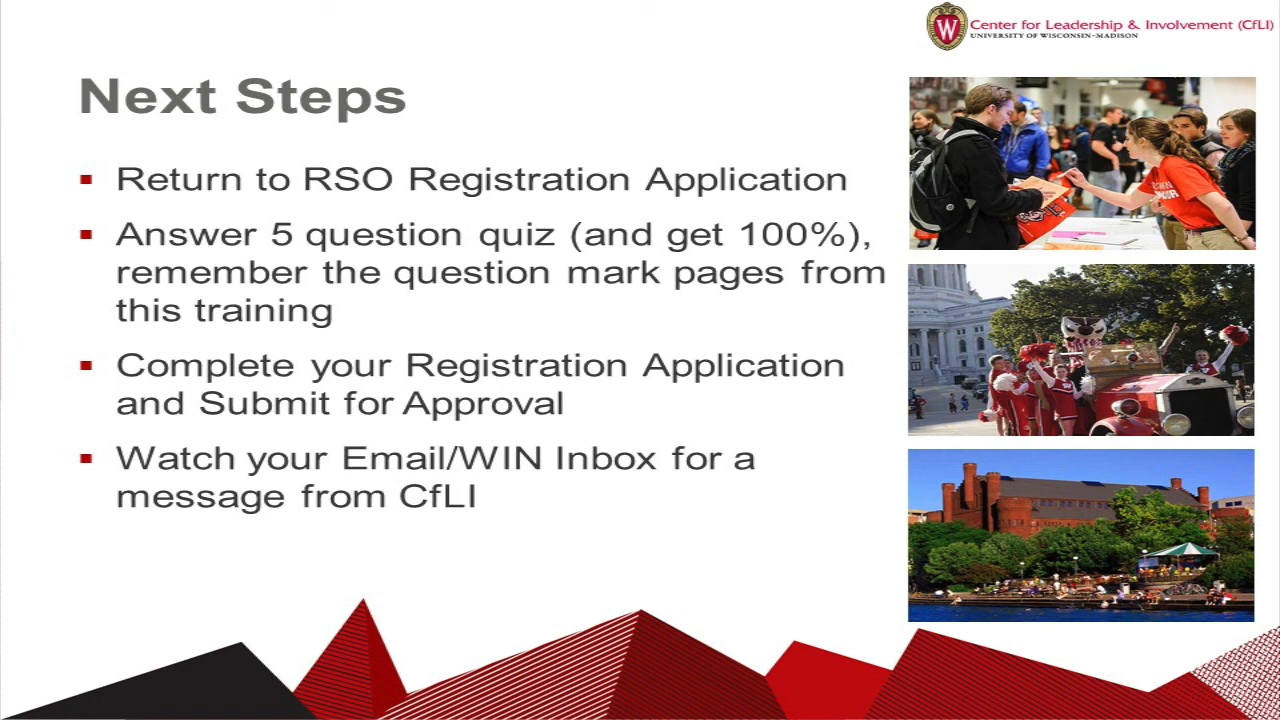 W
Center for Leadership & Involvement (CfLI)
UNIVERSITY OF WISCONSIN-MADISON
Next Steps
Return to RSO Registration Application
Answer 5 question quiz (and get 100%),
remember the question mark pages from
this training
Complete your Registration Application
and Submit for Approval
Watch your Email/WIN Inbox for a
message from CfLI